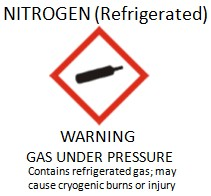 NITROGEN (Refrigerated)
WARNING
GAS UNDER PRESSURE
Contains refrigerated gas; may
cause cryogenic burns or injury